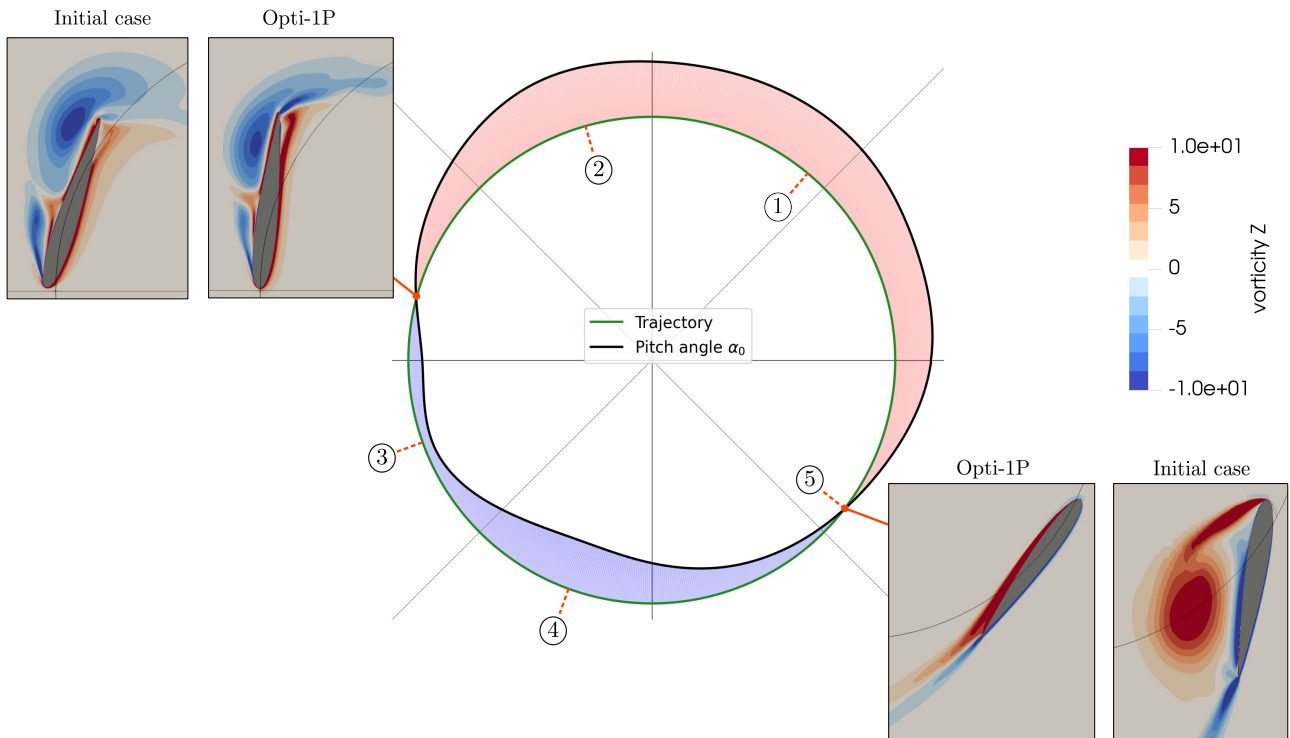 Initial case
Opti-1P
②
①
1.0e+01
5
0
-5
-1.0e+01
vorticity Z
Trajectory
Pitch angle α₀
③
⑤
④
Opti-1P
Initial case